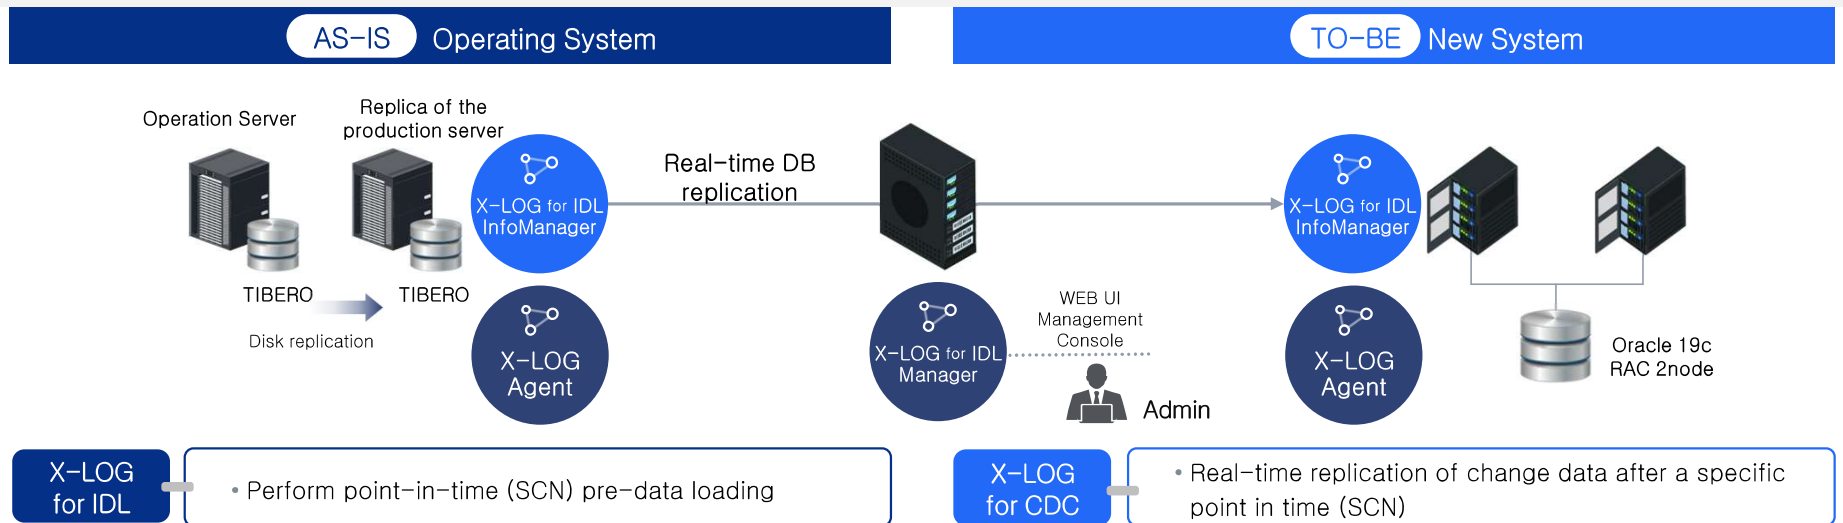 AS-IS Operating System
TO-BE New System
Operation Server
Replica of the
production server
TIBERO
TIBERO
Disk replication
X-LOG for IDL
InfoManager
X-LOG
Agent
Real-time DB
replication
X-LOG for IDL
Manager
WEB UI
Management
Console
Admin
X-LOG for IDL
InfoManager
X-LOG
Agent
Oracle 19c
RAC 2node
X-LOG
for IDL
• Perform point-in-time (SCN) pre-data loading
X-LOG
for CDC
• Real-time replication of change data after a specific
point in time (SCN)